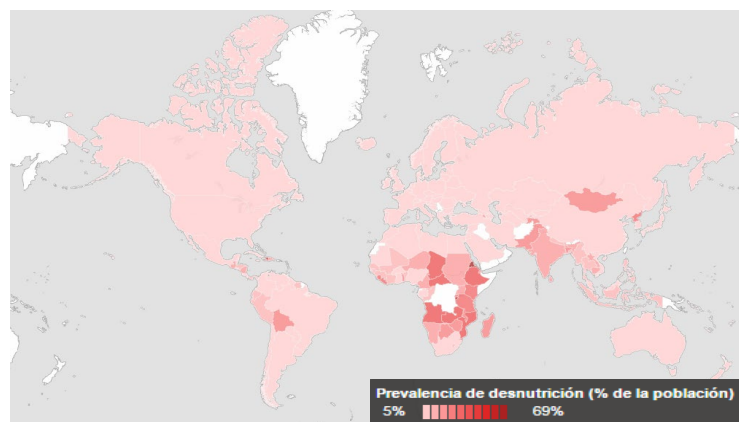 Prevalencia de desnutrición (% de la población)
5% 69%